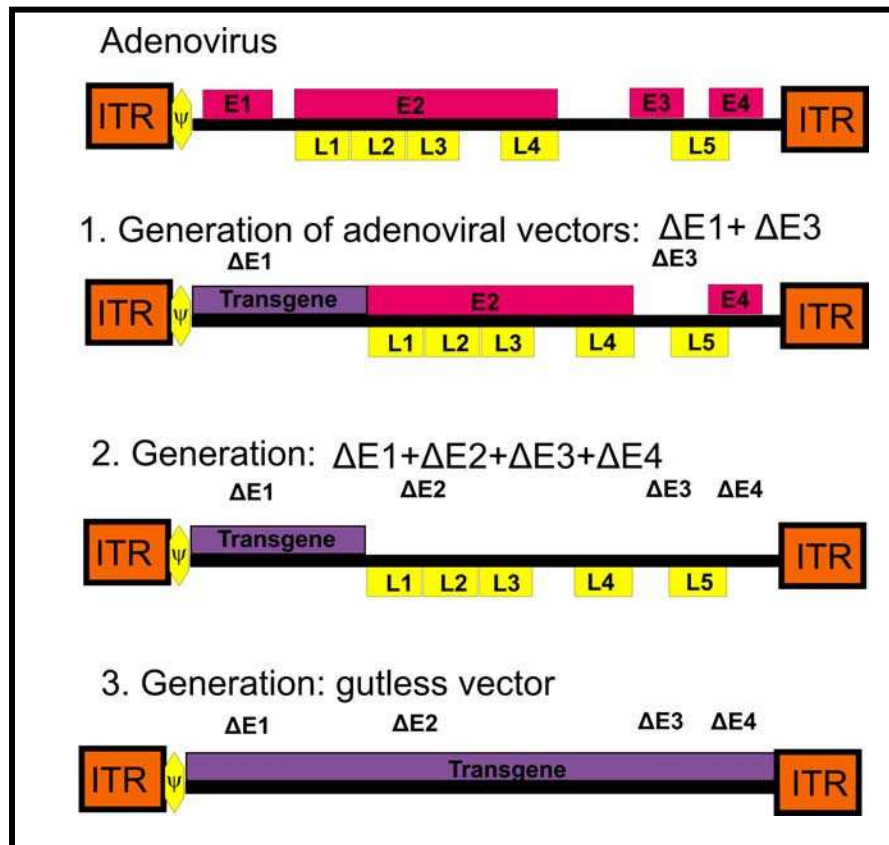 Adenovirus
ITR ψ E1 E2 E3 E4 ITR
L1 L2 L3 L4 L5
1. Generation of adenoviral vectors: ΔE1+ ΔE3
ΔE1 ΔE3
ITR ψ Transgene E2 E4 ITR
L1 L2 L3 L4 L5
2. Generation: ΔE1+ΔE2+ΔE3+ΔE4
ΔE1 ΔE2 ΔE3 ΔE4
ITR ψ Transgene ITR
L1 L2 L3 L4 L5
3. Generation: gutless vector
ΔE1 ΔE2 ΔE3 ΔE4
ITR ψ Transgene ITR